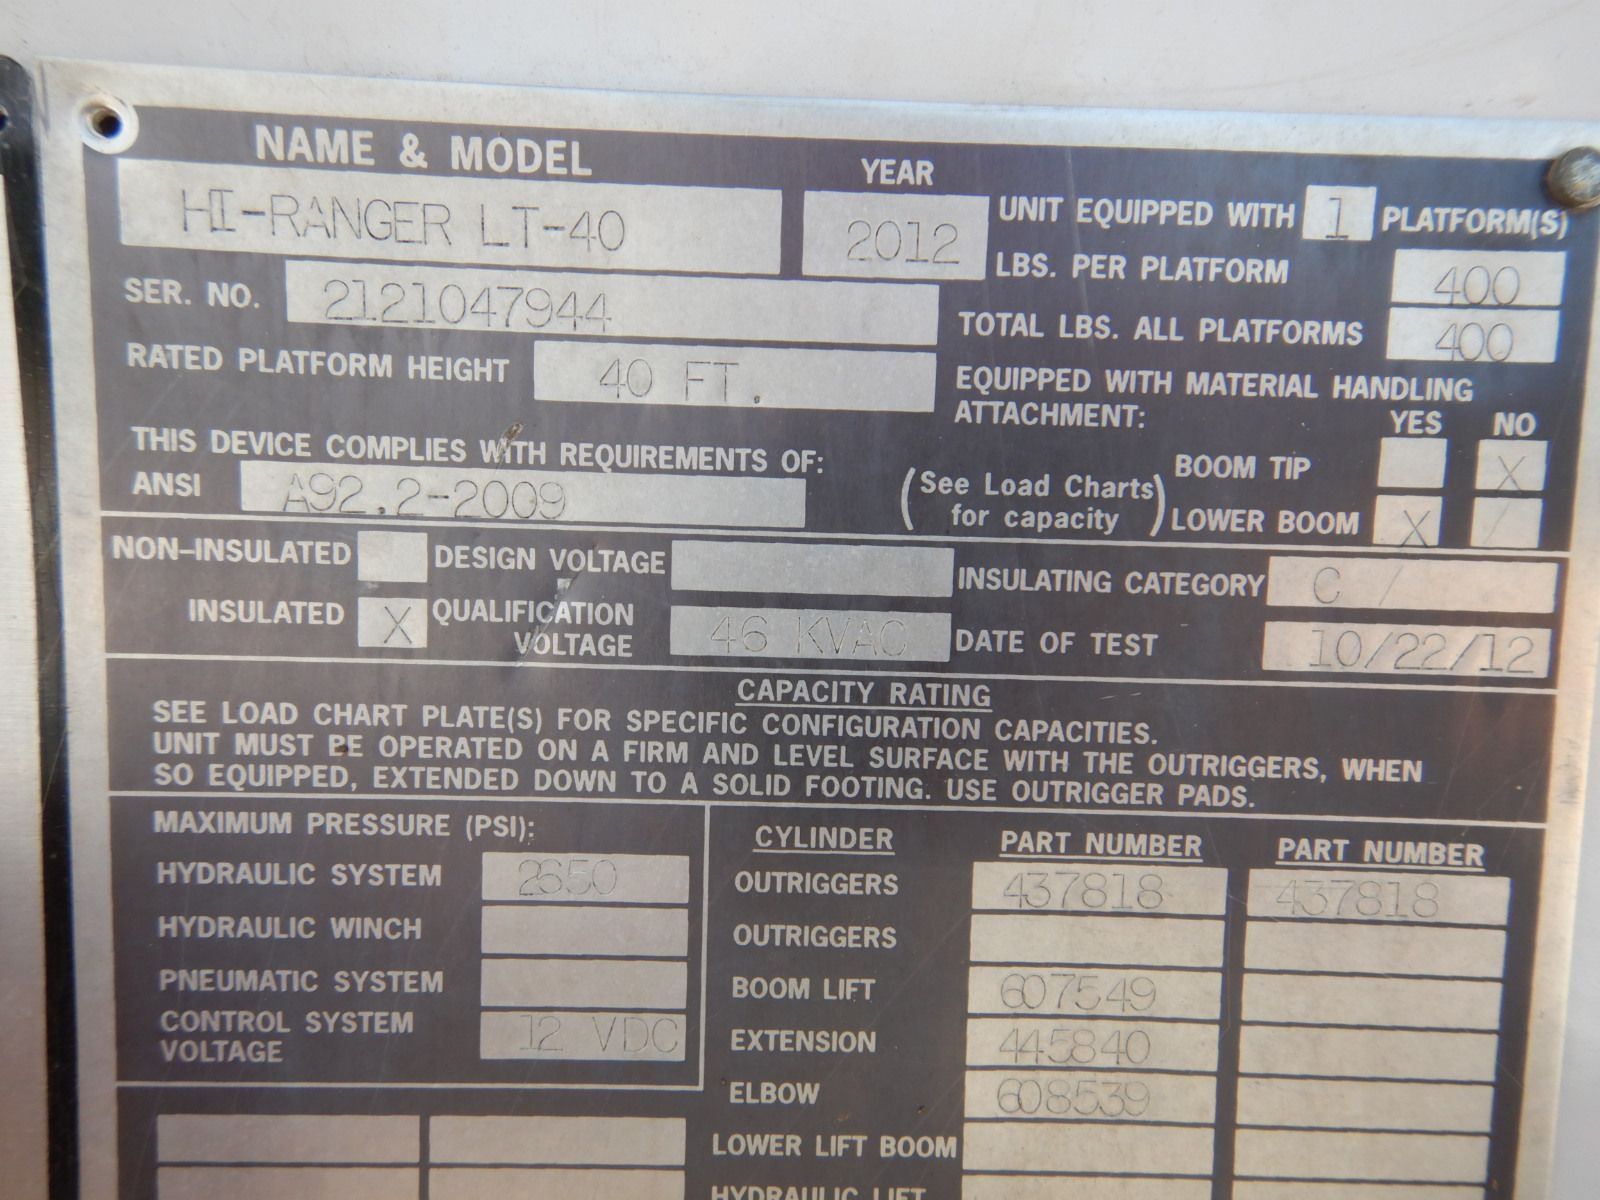 NAME & MODEL
YEAR
HI-RANGER LT-40
2012
UNIT EQUIPPED WITH 1 PLATFORM(S)
SER. NO. 2121047944
LBS. PER PLATFORM 400
TOTAL LBS. ALL PLATFORMS 400
RATED PLATFORM HEIGHT 40 FT.
EQUIPPED WITH MATERIAL HANDLING
ATTACHMENT:
YES NO
THIS DEVICE COMPLIES WITH REQUIREMENTS OF:
ANSI A92.2-2009
(See Load Charts
for capacity)
BOOM TIP X
LOWER BOOM X /
NON-INSULATED
DESIGN VOLTAGE
INSULATING CATEGORY C /
INSULATED X
QUALIFICATION
VOLTAGE 46 KVAC
DATE OF TEST 10/22/12
CAPACITY RATING
SEE LOAD CHART PLATE(S) FOR SPECIFIC CONFIGURATION CAPACITIES.
UNIT MUST BE OPERATED ON A FIRM AND LEVEL SURFACE WITH THE OUTRIGGERS, WHEN
SO EQUIPPED, EXTENDED DOWN TO A SOLID FOOTING. USE OUTRIGGER PADS.
MAXIMUM PRESSURE (PSI):
HYDRAULIC SYSTEM 2650
HYDRAULIC WINCH
PNEUMATIC SYSTEM
CONTROL SYSTEM
VOLTAGE 12 VDC
CYLINDER PART NUMBER PART NUMBER
OUTRIGGERS 437818 437818
OUTRIGGERS
BOOM LIFT 607549
EXTENSION 445840
ELBOW 608539
LOWER LIFT BOOM
HYDRAULIC LIFT